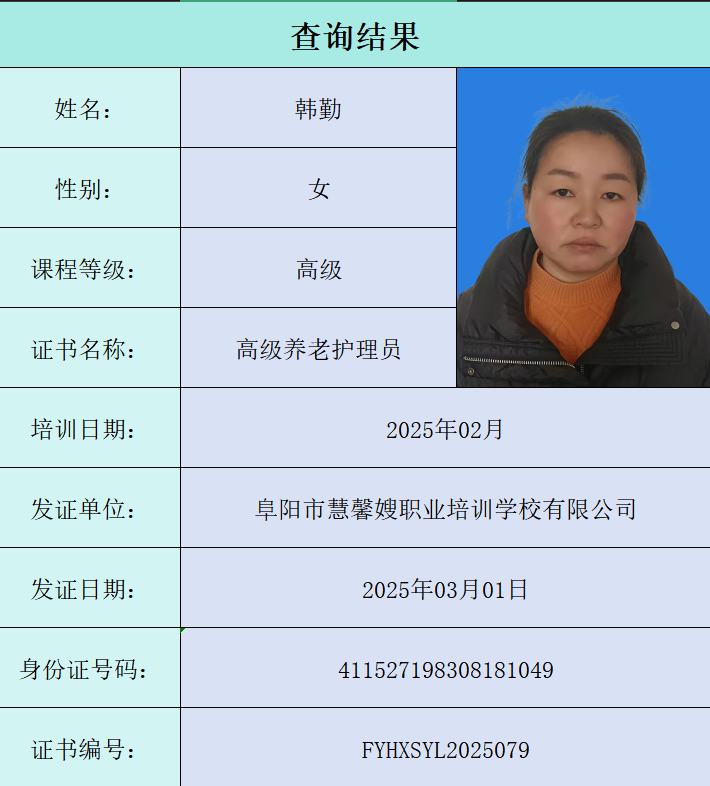 查询结果
姓名： 韩勤
性别： 女
课程等级： 高级
证书名称： 高级养老护理员
培训日期： 2025年02月
发证单位： 阜阳市慧馨嫂职业培训学校有限公司
发证日期： 2025年03月01日
身份证号码： 411527198308181049
证书编号： FYHXSYL2025079